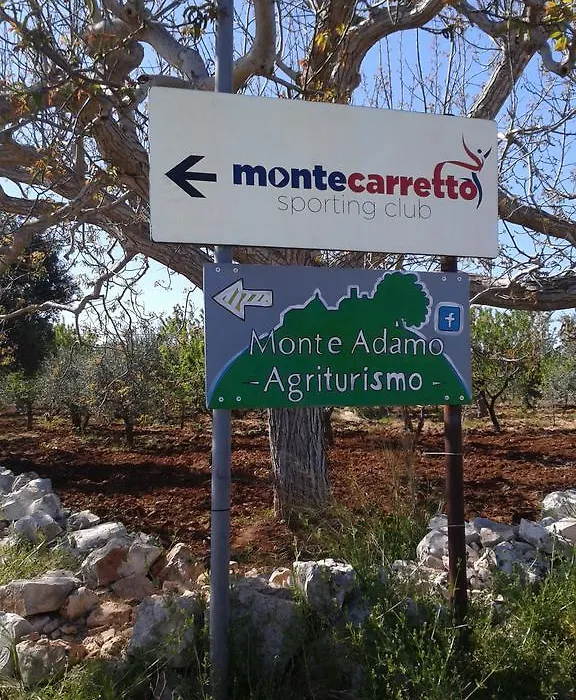 montecarretto
sporting club
f
Monte Adamo
- Agriturismo -